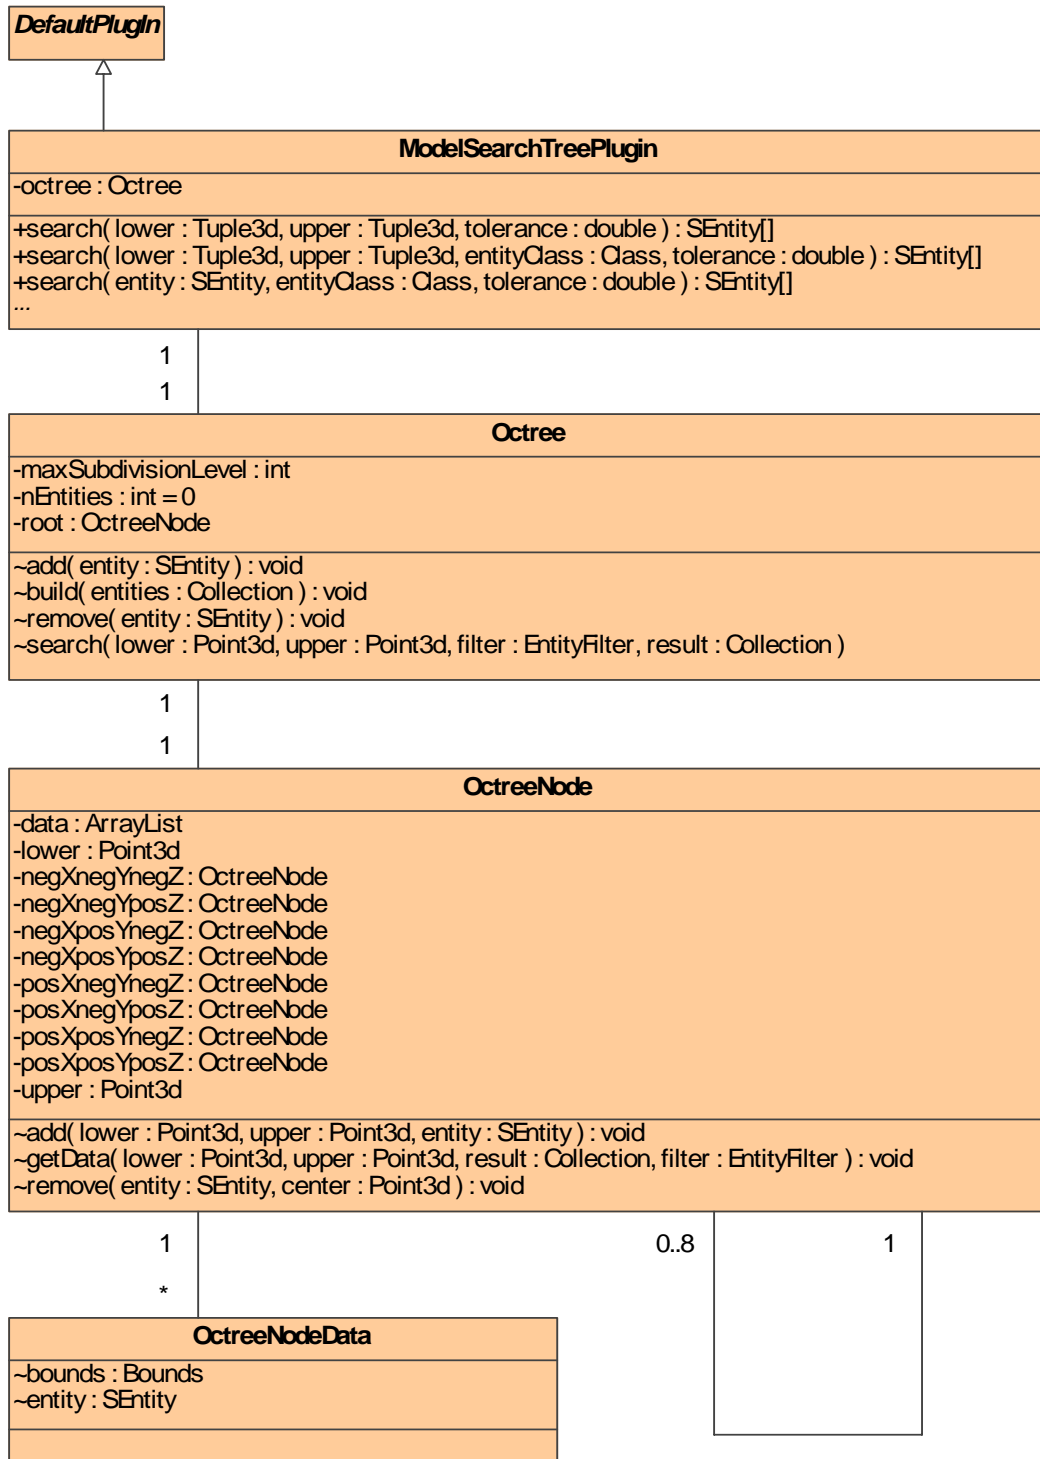 DefaultPlugIn
ModelSearchTreePlugin
-octree : Octree
+search( lower : Tuple3d, upper : Tuple3d, tolerance : double ) : SEntity[]
+search( lower : Tuple3d, upper : Tuple3d, entityClass : Class, tolerance : double ) : SEntity[]
+search( entity : SEntity, entityClass : Class, tolerance : double ) : SEntity[]
...
1
1
Octree
-maxSubdivisionLevel : int
-nEntities : int = 0
-root : OctreeNode
~add( entity : SEntity ) : void
~build( entities : Collection ) : void
~remove( entity : SEntity ) : void
~search( lower : Point3d, upper : Point3d, filter : EntityFilter, result : Collection )
1
1
OctreeNode
-data : ArrayList
-lower : Point3d
-negXnegYnegZ : OctreeNode
-negXnegYposZ : OctreeNode
-negXposYnegZ : OctreeNode
-negXposYposZ : OctreeNode
-posXnegYnegZ : OctreeNode
-posXnegYposZ : OctreeNode
-posXposYnegZ : OctreeNode
-posXposYposZ : OctreeNode
-upper : Point3d
~add( lower : Point3d, upper : Point3d, entity : SEntity ) : void
~getData( lower : Point3d, upper : Point3d, result : Collection, filter : EntityFilter ) : void
~remove( entity : SEntity, center : Point3d ) : void
1
0..8
1
*
OctreeNodeData
~bounds : Bounds
~entity : SEntity